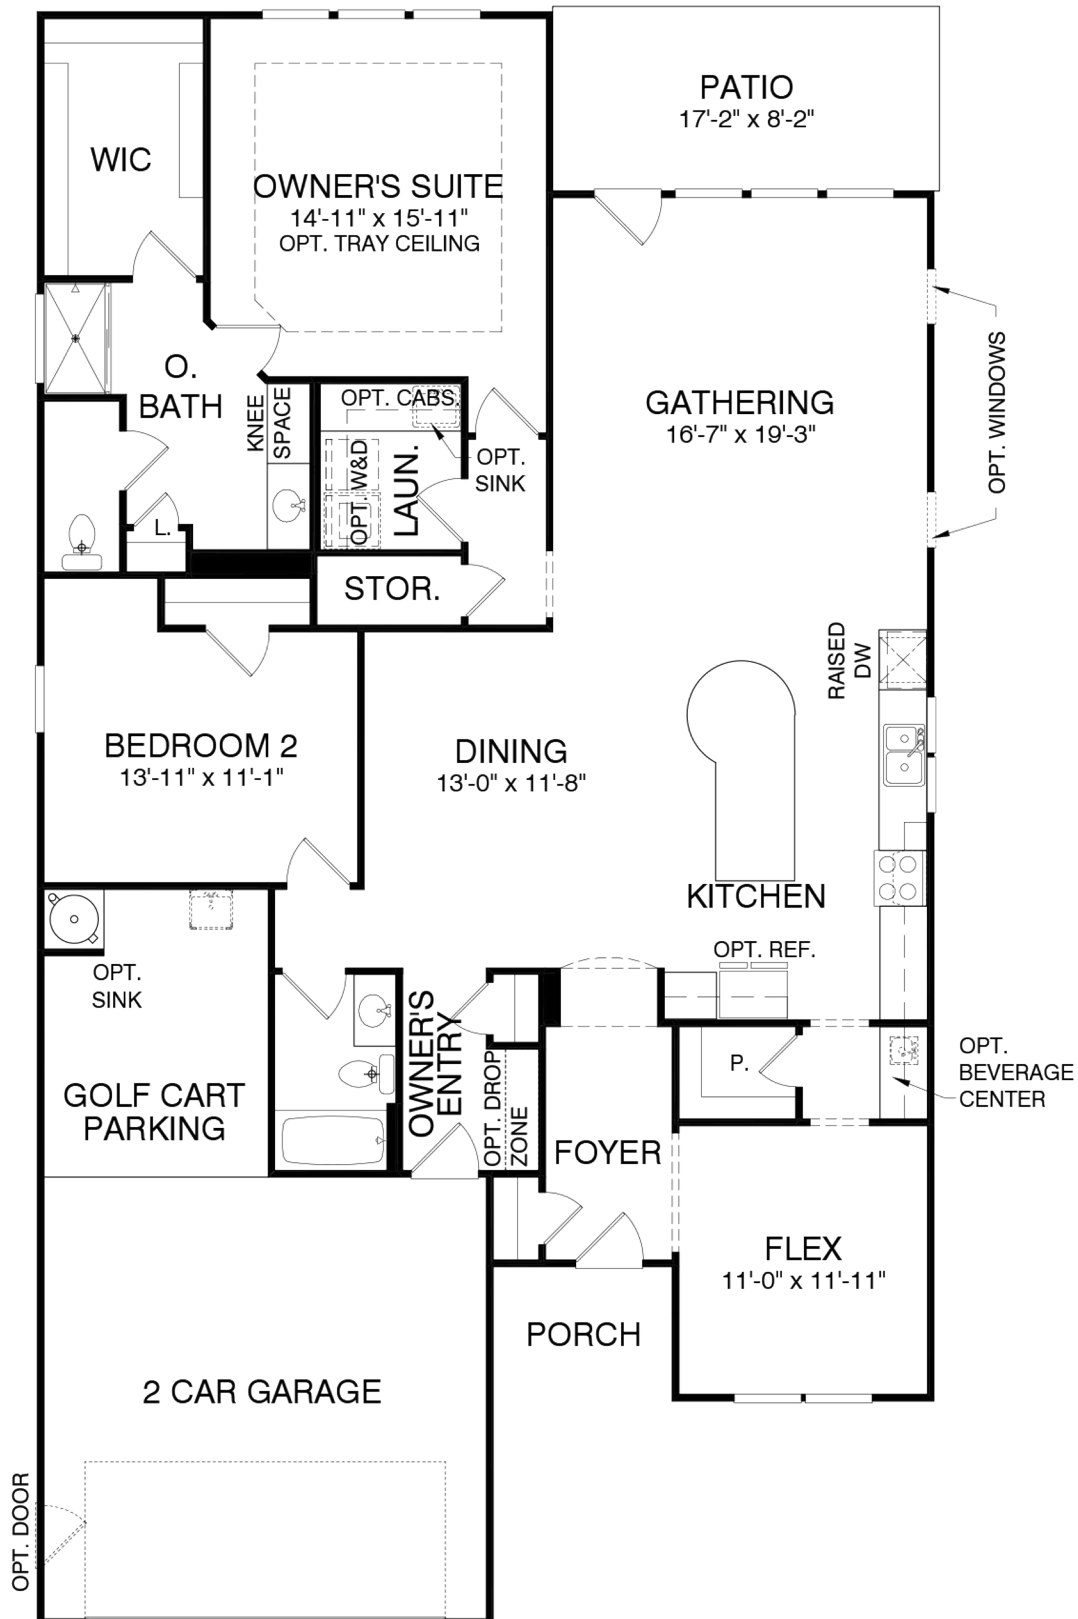 PATIO
17'-2" x 8'-2"
WIC
OWNER'S SUITE
14'-11" x 15'-11"
OPT. TRAY CEILING
O.
BATH
KNEE
SPACE
OPT. CABS.
OPT. W&D
LAUN.
OPT.
SINK
GATHERING
16'-7" x 19'-3"
OPT. WINDOWS
L.
STOR.
RAISED
DW
BEDROOM 2
13'-11" x 11'-1"
DINING
13'-0" x 11'-8"
KITCHEN
OPT. REF.
OPT.
SINK
GOLF CART
PARKING
OWNER'S
ENTRY
OPT. DROP
ZONE
P.
OPT.
BEVERAGE
CENTER
FOYER
FLEX
11'-0" x 11'-11"
PORCH
2 CAR GARAGE
OPT. DOOR